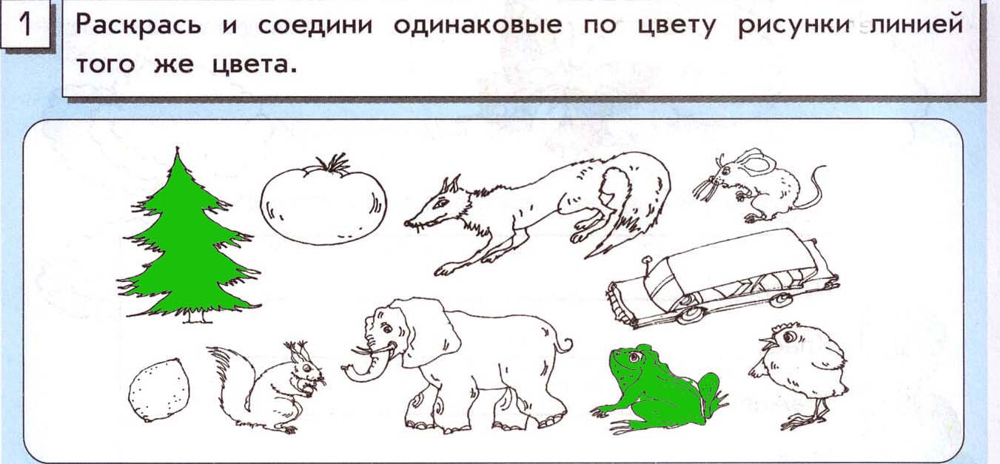 1
Раскрась и соедини одинаковые по цвету рисунки линией
того же цвета.